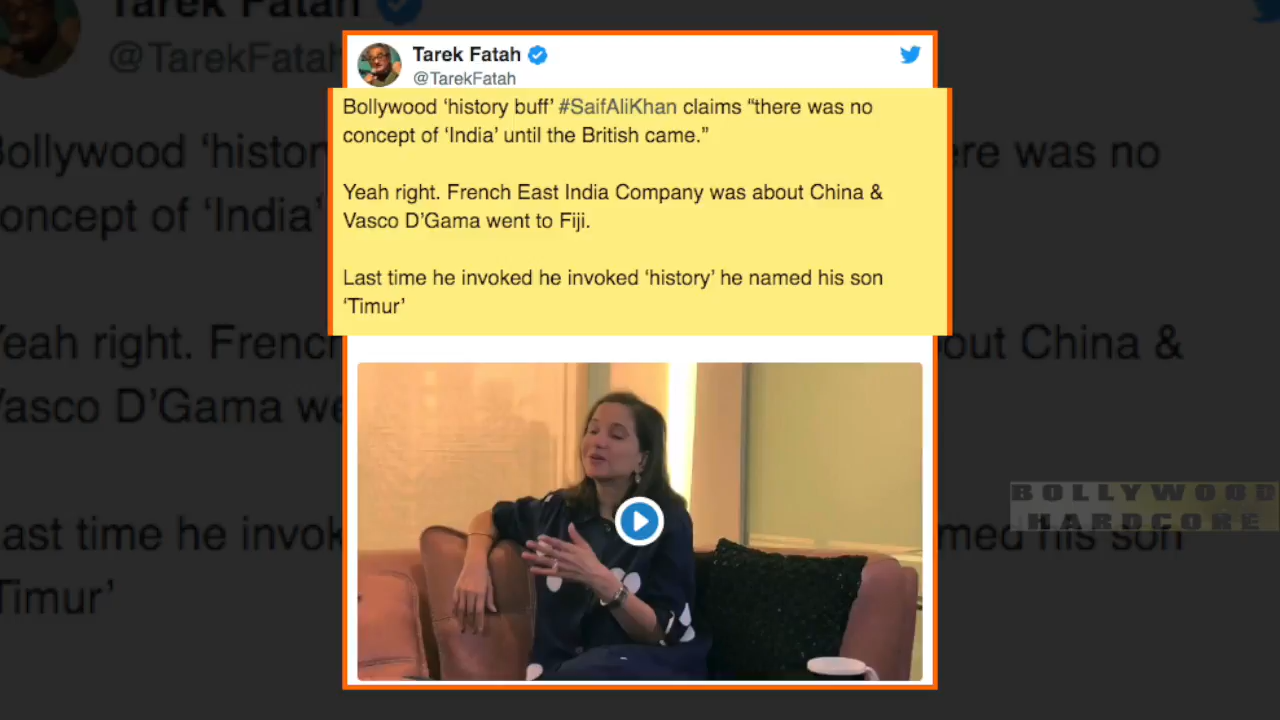 Tarek Fatah
@TarekFatah
Bollywood ‘history buff’ #SaifAliKhan claims “there was no
concept of ‘India’ until the British came.”
Yeah right. French East India Company was about China &
Vasco D’Gama went to Fiji.
Last time he invoked he invoked ‘history’ he named his son
‘Timur’
BOLLYWOOD
HARDCORE